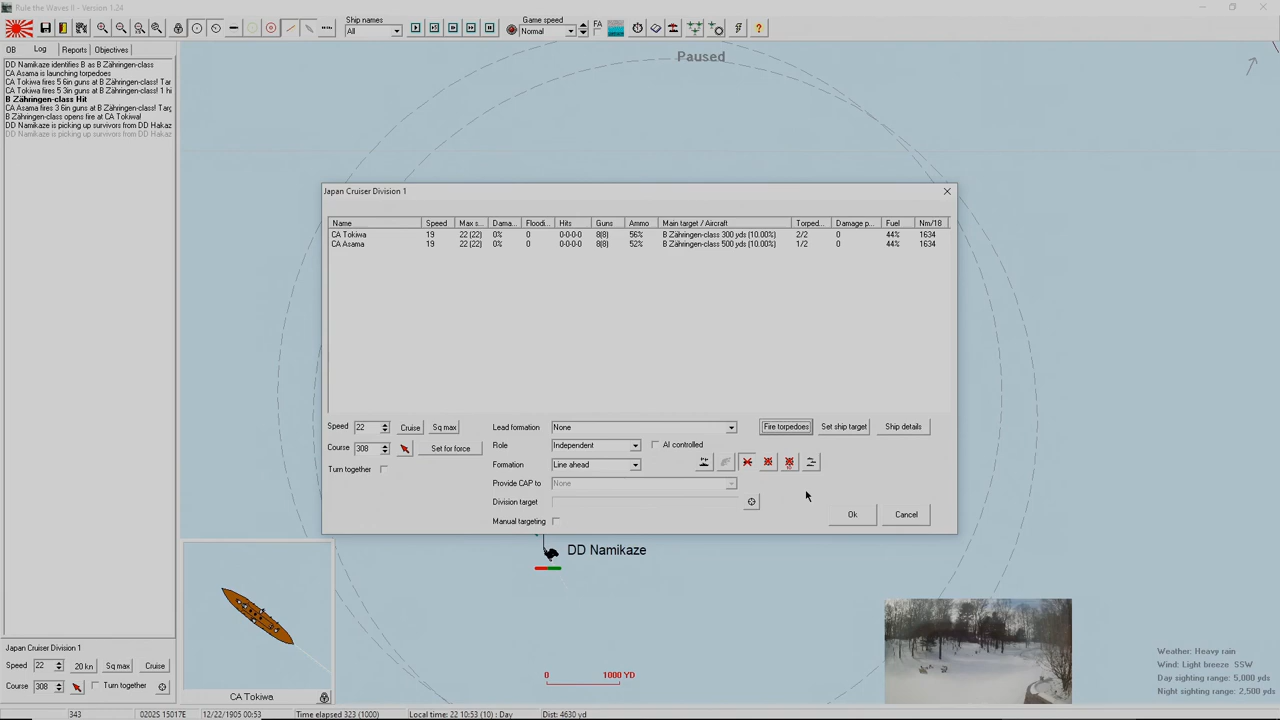 Rule the Waves II - Version 1.24
Ship names
All
Game speed
Normal
FA
OB
Log
Reports
Objectives
DD Namikaze identifies B as B Zähringen-class
CA Asama is launching torpedoes
CA Tokiwa fires 5 6in guns at B Zähringen-class! Tar
CA Tokiwa fires 5 3in guns at B Zähringen-class! 1 hi
B Zähringen-class Hit
CA Asama fires 3 6in guns at B Zähringen-class! Targ
B Zähringen-class opens fire at CA Tokiwa!
DD Namikaze is picking up survivors from DD Hakaz
DD Namikaze is picking up survivors from DD Hakaz
Paused
Japan Cruiser Division 1
Name Speed Max s... Dama... Floodi... Hits Guns Ammo Main target / Aircraft Torped... Damage p... Fuel Nm/18
CA Tokiwa 19 22 (22) 0% 0 0-0-0-0 8(8) 56% B Zähringen-class 300 yds (10.00%) 2/2 0 44% 1634
CA Asama 19 22 (22) 0% 0 0-0-0-0 8(8) 52% B Zähringen-class 500 yds (10.00%) 1/2 0 44% 1634
Speed 22 Cruise Sq max
Course 308 Set for force
Turn together
Lead formation None
Role Independent AI controlled
Formation Line ahead
Provide CAP to None
Division target
Manual targeting
Fire torpedoes Set ship target Ship details
10
Ok Cancel
DD Namikaze
CA Tokiwa
0 1000 YD
Weather: Heavy rain
Wind: Light breeze SSW
Day sighting range: 5,000 yds
Night sighting range: 2,500 yds
Japan Cruiser Division 1
Speed 22 20 kn Sq max Cruise
Course 308 Turn together
343 0202S 15017E 12/22/1905 00:53 Time elapsed 323 (1000) Local time: 22 10:53 (10) : Day Dist: 4630 yd